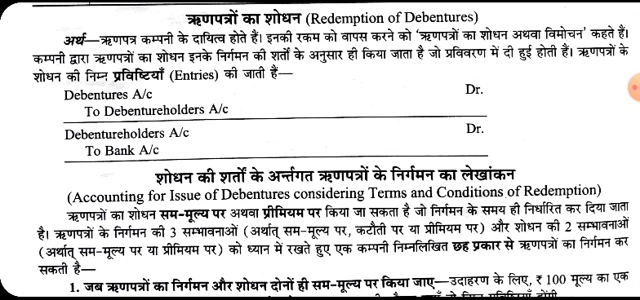 ऋणपत्रों का शोधन (Redemption of Debentures)
अर्थ—ऋणपत्र कम्पनी के दायित्व होते हैं। इनकी रकम को वापस करने को 'ऋणपत्रों का शोधन अथवा विमोचन' कहते हैं।
कम्पनी द्वारा ऋणपत्रों का शोधन इनके निर्गमन की शर्तों के अनुसार ही किया जाता है जो प्रविवरण में दी हुई होती हैं। ऋणपत्रों के
शोधन की निम्न प्रविष्टियाँ (Entries) की जाती हैं—
Debentures A/c Dr.
To Debentureholders A/c
Debentureholders A/c Dr.
To Bank A/c
शोधन की शर्तों के अर्न्तगत ऋणपत्रों के निर्गमन का लेखांकन
(Accounting for Issue of Debentures considering Terms and Conditions of Redemption)
ऋणपत्रों का शोधन सम-मूल्य पर अथवा प्रीमियम पर किया जा सकता है जो निर्गमन के समय ही निर्धारित कर दिया जाता
है। ऋणपत्रों के निर्गमन की 3 सम्भावनाओं (अर्थात् सम-मूल्य पर, कटौती पर या प्रीमियम पर) और शोधन की 2 सम्भावनाओं
(अर्थात् सम-मूल्य पर या प्रीमियम पर) को ध्यान में रखते हुए एक कम्पनी निम्नलिखित छह प्रकार से ऋणपत्रों का निर्गमन कर
सकती है—
1. जब ऋणपत्रों का निर्गमन और शोधन दोनों ही सम-मूल्य पर किया जाए—उदाहरण के लिए, ₹ 100 मूल्य का एक